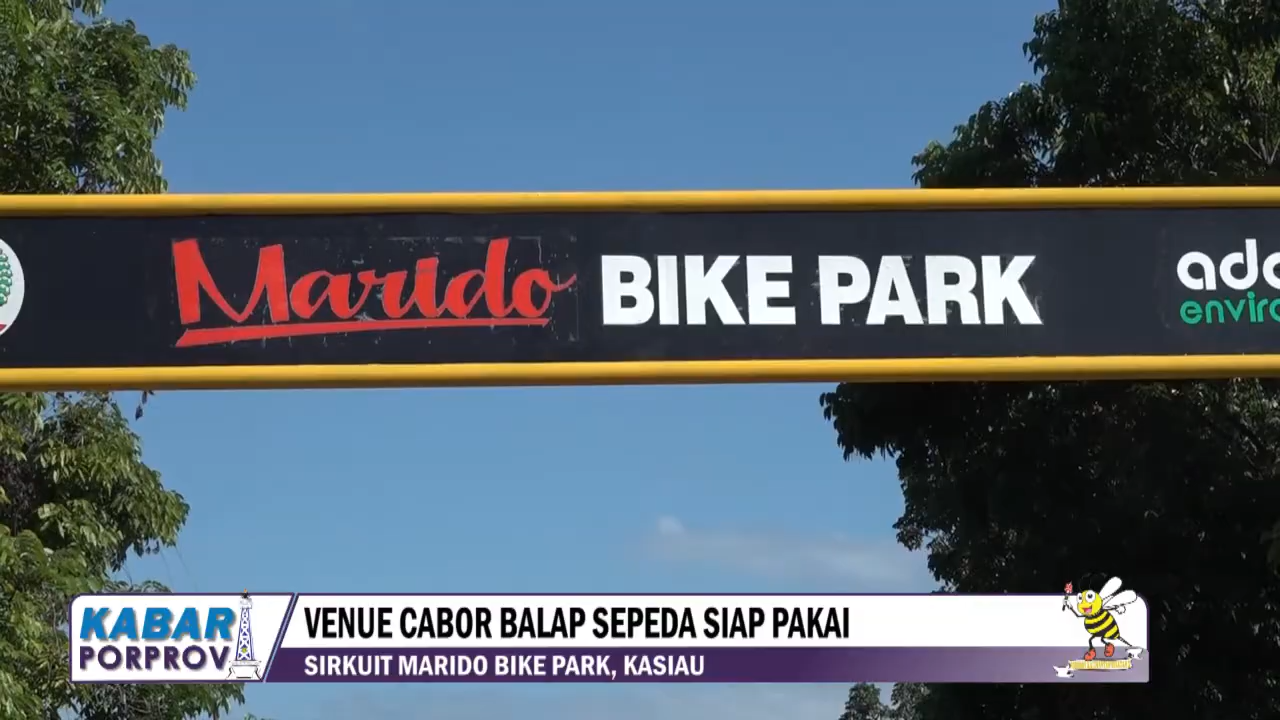 Marido BIKE PARK
KABAR PORPROV
VENUE CABOR BALAP SEPEDA SIAP PAKAI
SIRKUIT MARIDO BIKE PARK, KASIAU